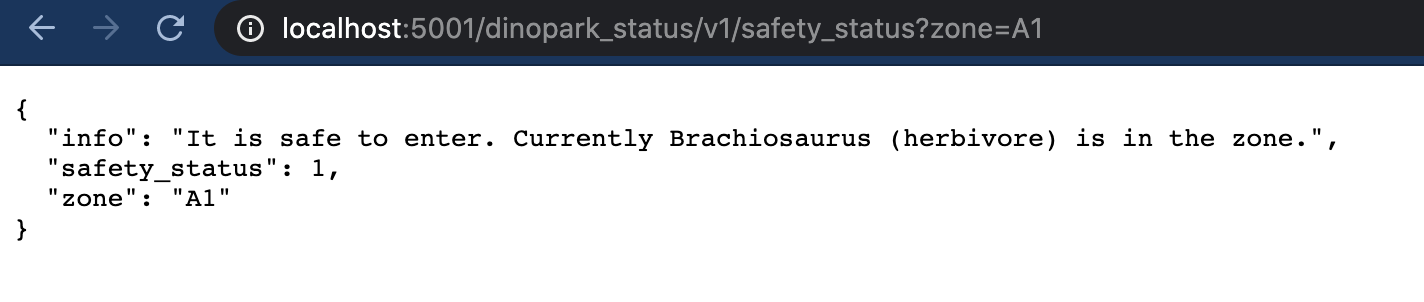 localhost:5001/dinopark_status/v1/safety_status?zone=A1
{
  "info": "It is safe to enter. Currently Brachiosaurus (herbivore) is in the zone.",
  "safety_status": 1,
  "zone": "A1"
}